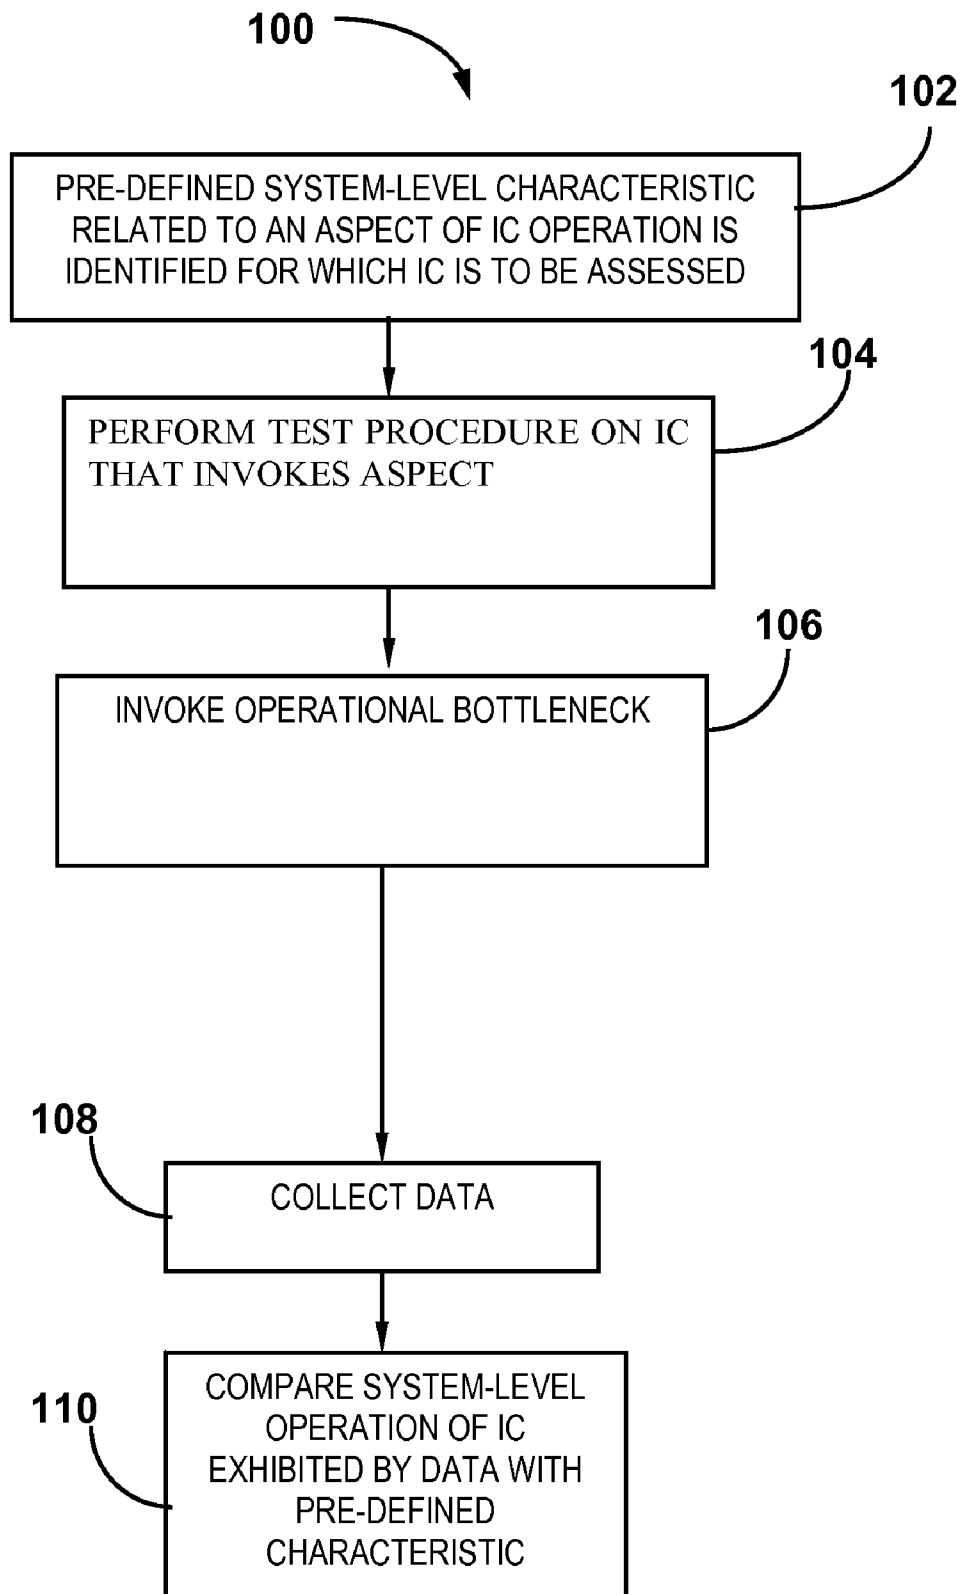 100
102
PRE-DEFINED SYSTEM-LEVEL CHARACTERISTIC
RELATED TO AN ASPECT OF IC OPERATION IS
IDENTIFIED FOR WHICH IC IS TO BE ASSESSED
104
PERFORM TEST PROCEDURE ON IC
THAT INVOKES ASPECT
106
INVOKE OPERATIONAL BOTTLENECK
108
COLLECT DATA
110
COMPARE SYSTEM-LEVEL
OPERATION OF IC
EXHIBITED BY DATA WITH
PRE-DEFINED
CHARACTERISTIC